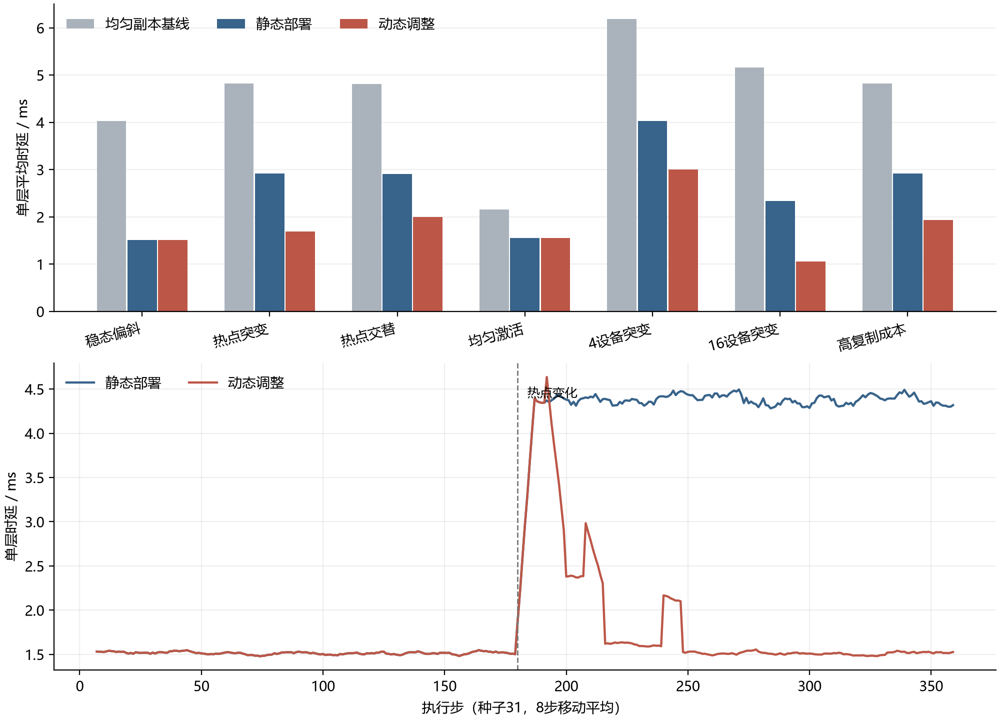 均匀副本基线 静态部署 动态调整
单层平均时延 / ms
6
5
4
3
2
1
0
稳态偏斜 热点突变 热点交替 均匀激活 4设备突变 16设备突变 高复制成本
静态部署 动态调整
热点变化
单层时延 / ms
4.5
4.0
3.5
3.0
2.5
2.0
1.5
0 50 100 150 200 250 300 350
执行步（种子31，8步移动平均）